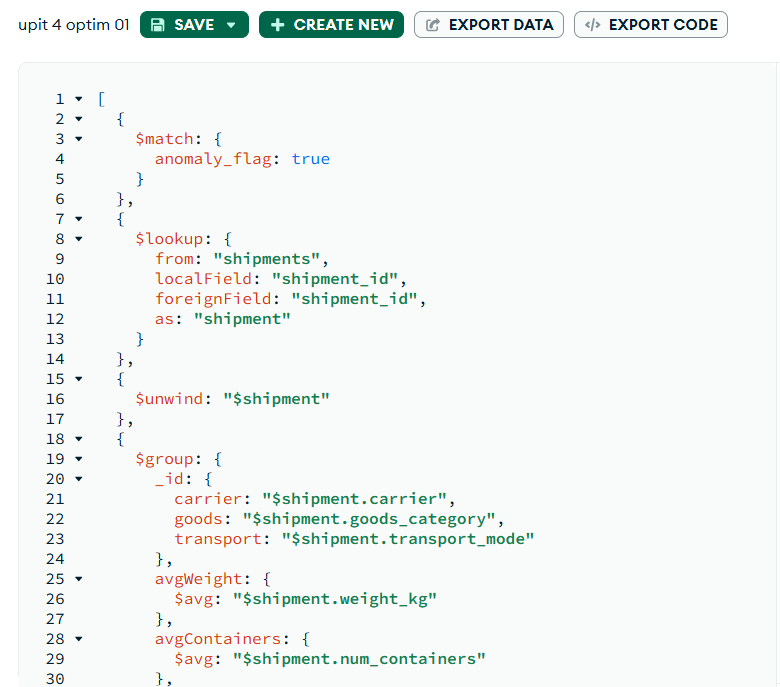 upit 4 optim 01 SAVE CREATE NEW EXPORT DATA </> EXPORT CODE
1 [
2 {
3 $match: {
4 anomaly_flag: true
5 }
6 },
7 {
8 $lookup: {
9 from: "shipments",
10 localField: "shipment_id",
11 foreignField: "shipment_id",
12 as: "shipment"
13 }
14 },
15 {
16 $unwind: "$shipment"
17 },
18 {
19 $group: {
20 _id: {
21 carrier: "$shipment.carrier",
22 goods: "$shipment.goods_category",
23 transport: "$shipment.transport_mode"
24 },
25 avgWeight: {
26 $avg: "$shipment.weight_kg"
27 },
28 avgContainers: {
29 $avg: "$shipment.num_containers"
30 },